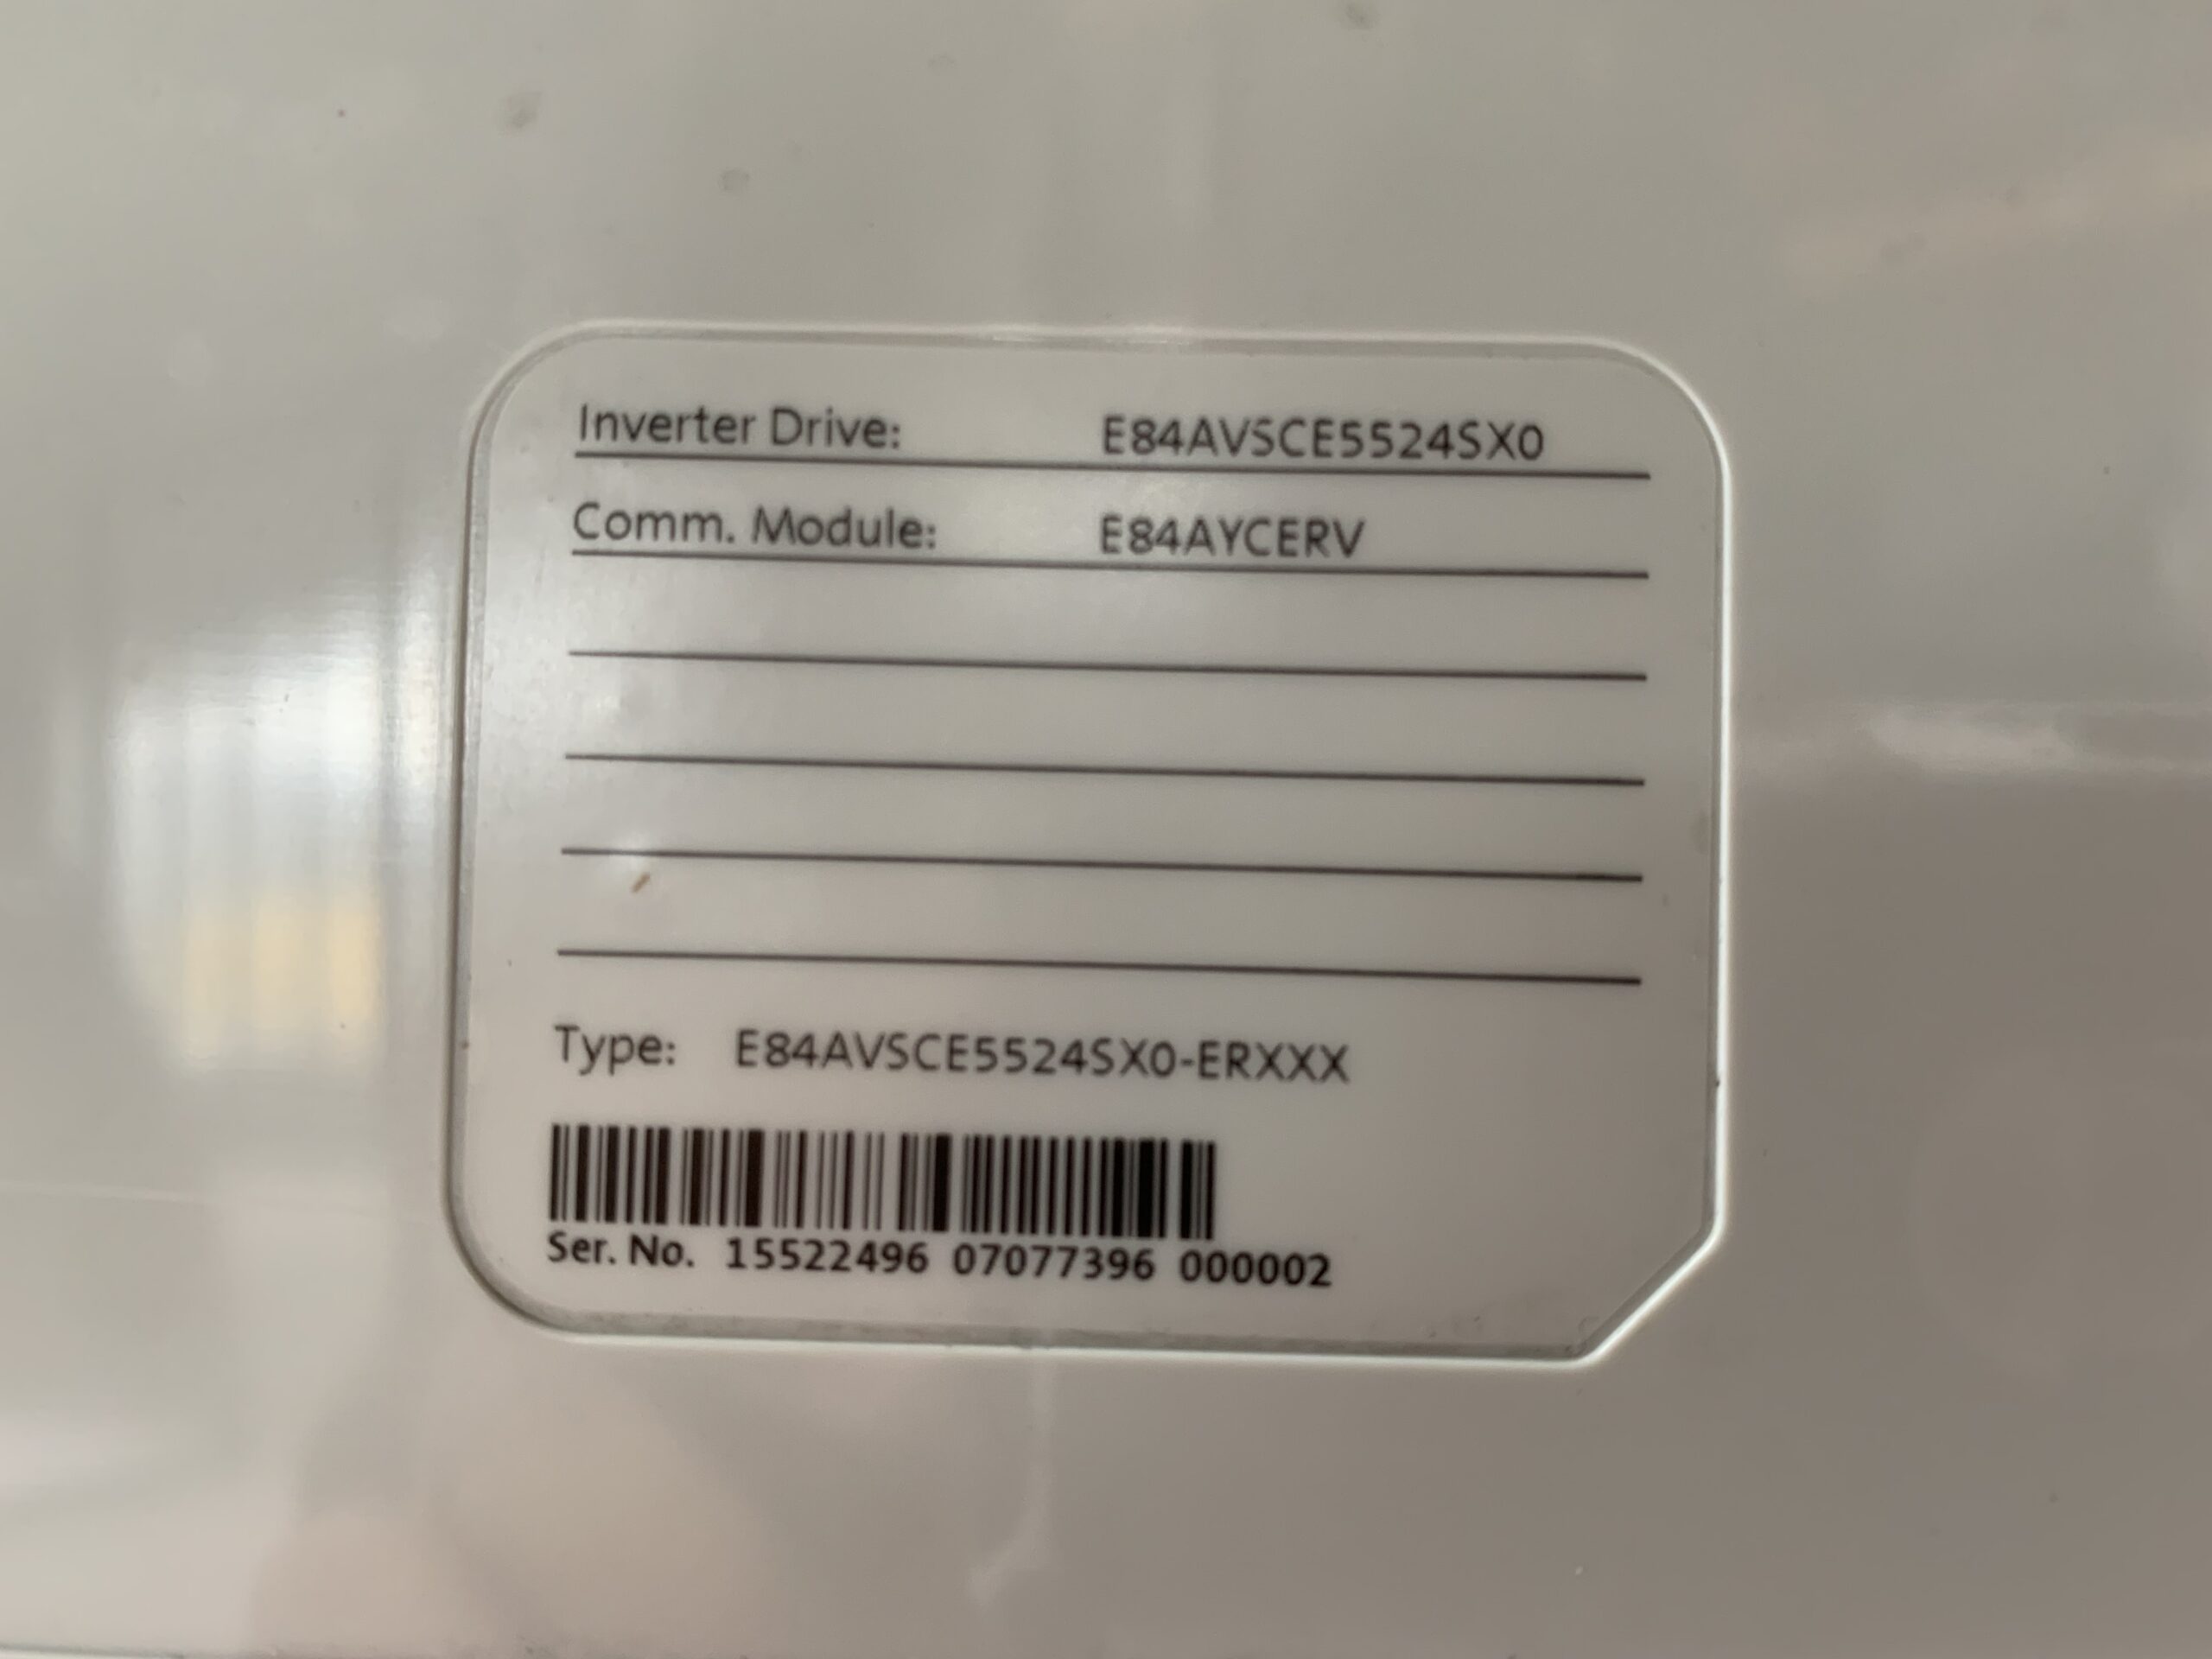 Inverter Drive: E84AVSCE5524SX0
Comm. Module: E84AYCERV
Type: E84AVSCE5524SX0-ERXXX
Ser. No. 15522496 07077396 000002